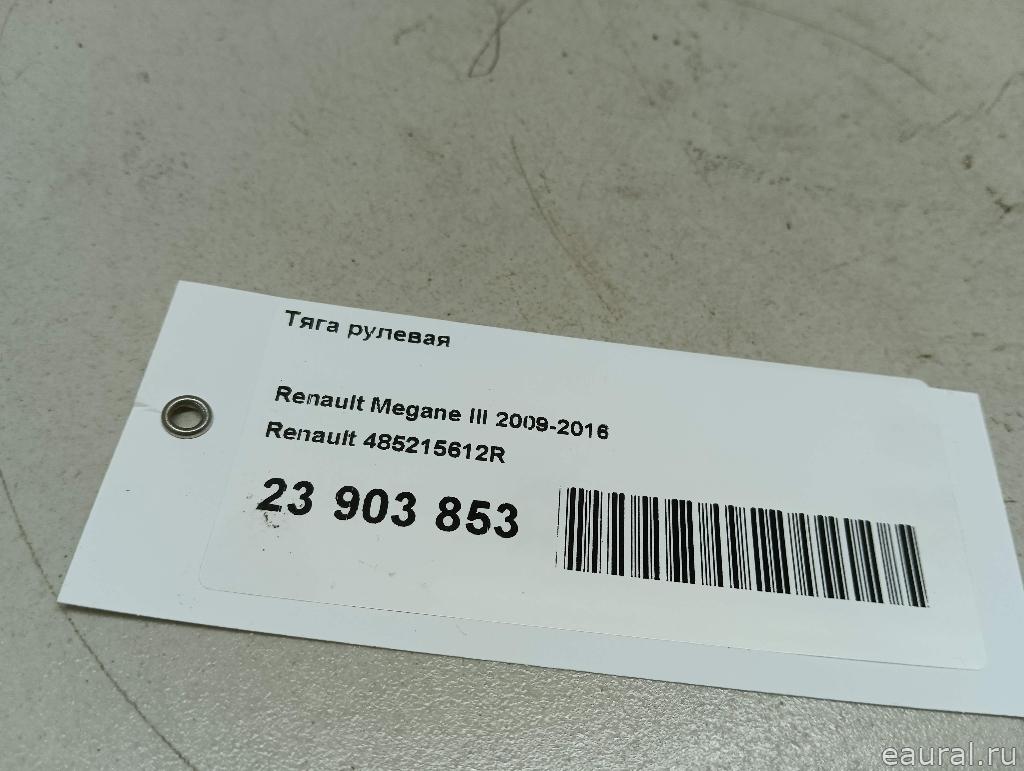 Тяга рулевая
Renault Megane III 2009-2016
Renault 485215612R
23 903 853
eaural.ru